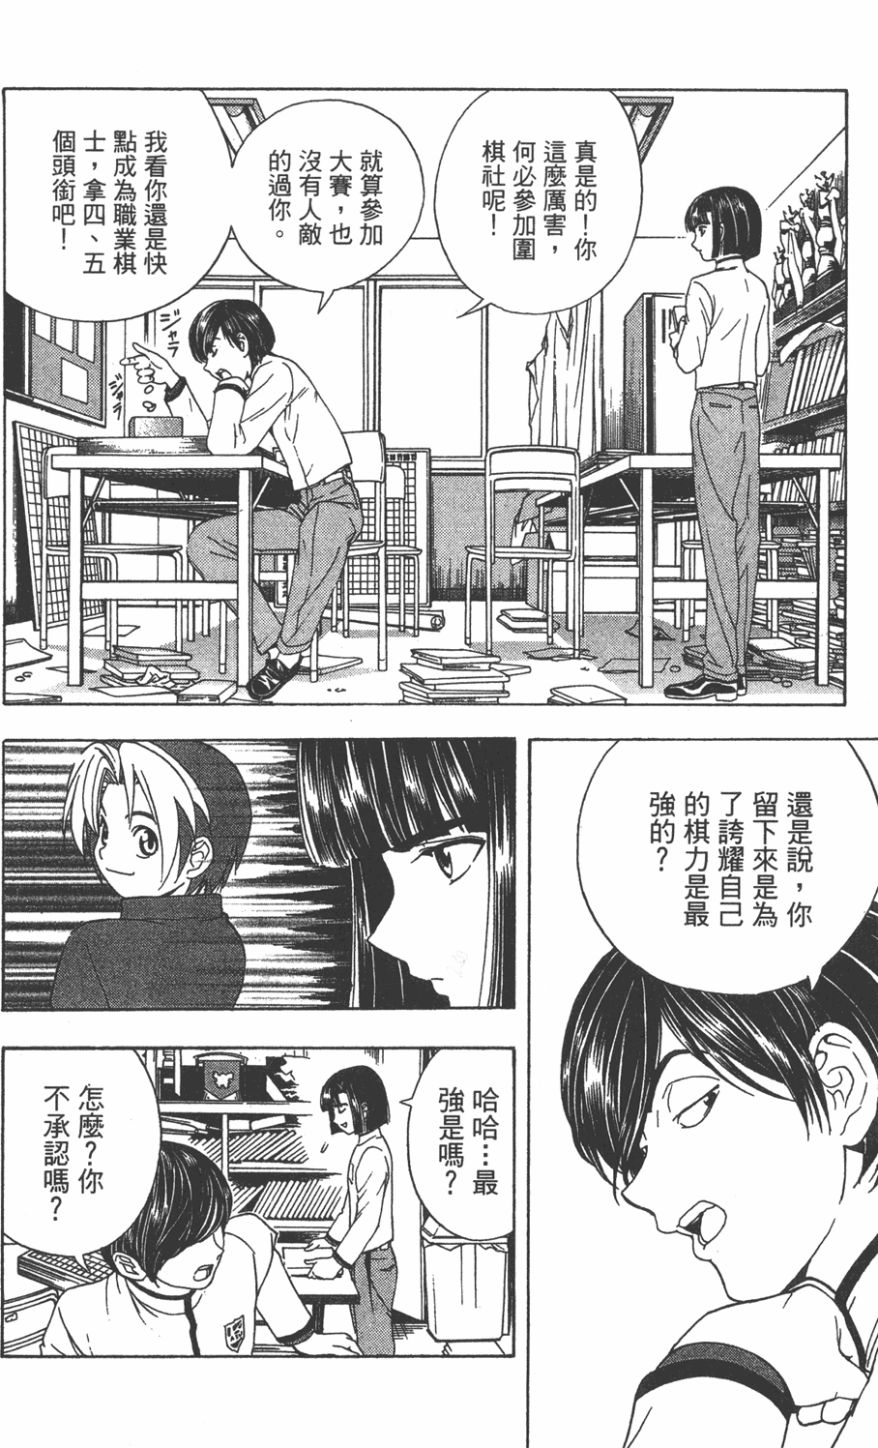 真是的！你
這麼厲害，
何必參加圍
棋社呢！
就算參加
大賽，也
沒有人敵
的過你。
我看你還是快
點成為職業棋
士，拿四、五
個頭銜吧！
ジャラ
ジャラ
還是說，你
留下來是為
了誇耀自己
的棋力是最
強的？
哈哈…最
強是嗎？
怎麼？你
不承認嗎？